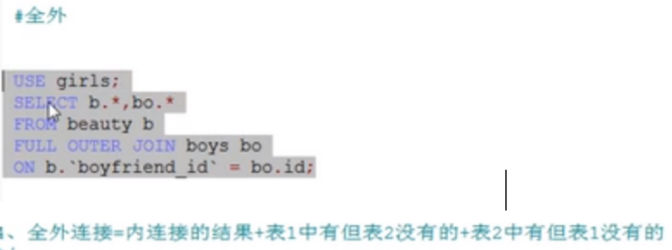 #全外
USE girls;
SELECT b.*,bo.*
FROM beauty b
FULL OUTER JOIN boys bo
ON b.`boyfriend_id` = bo.id;
、全外连接=内连接的结果+表1中有但表2没有的+表2中有但表1没有的